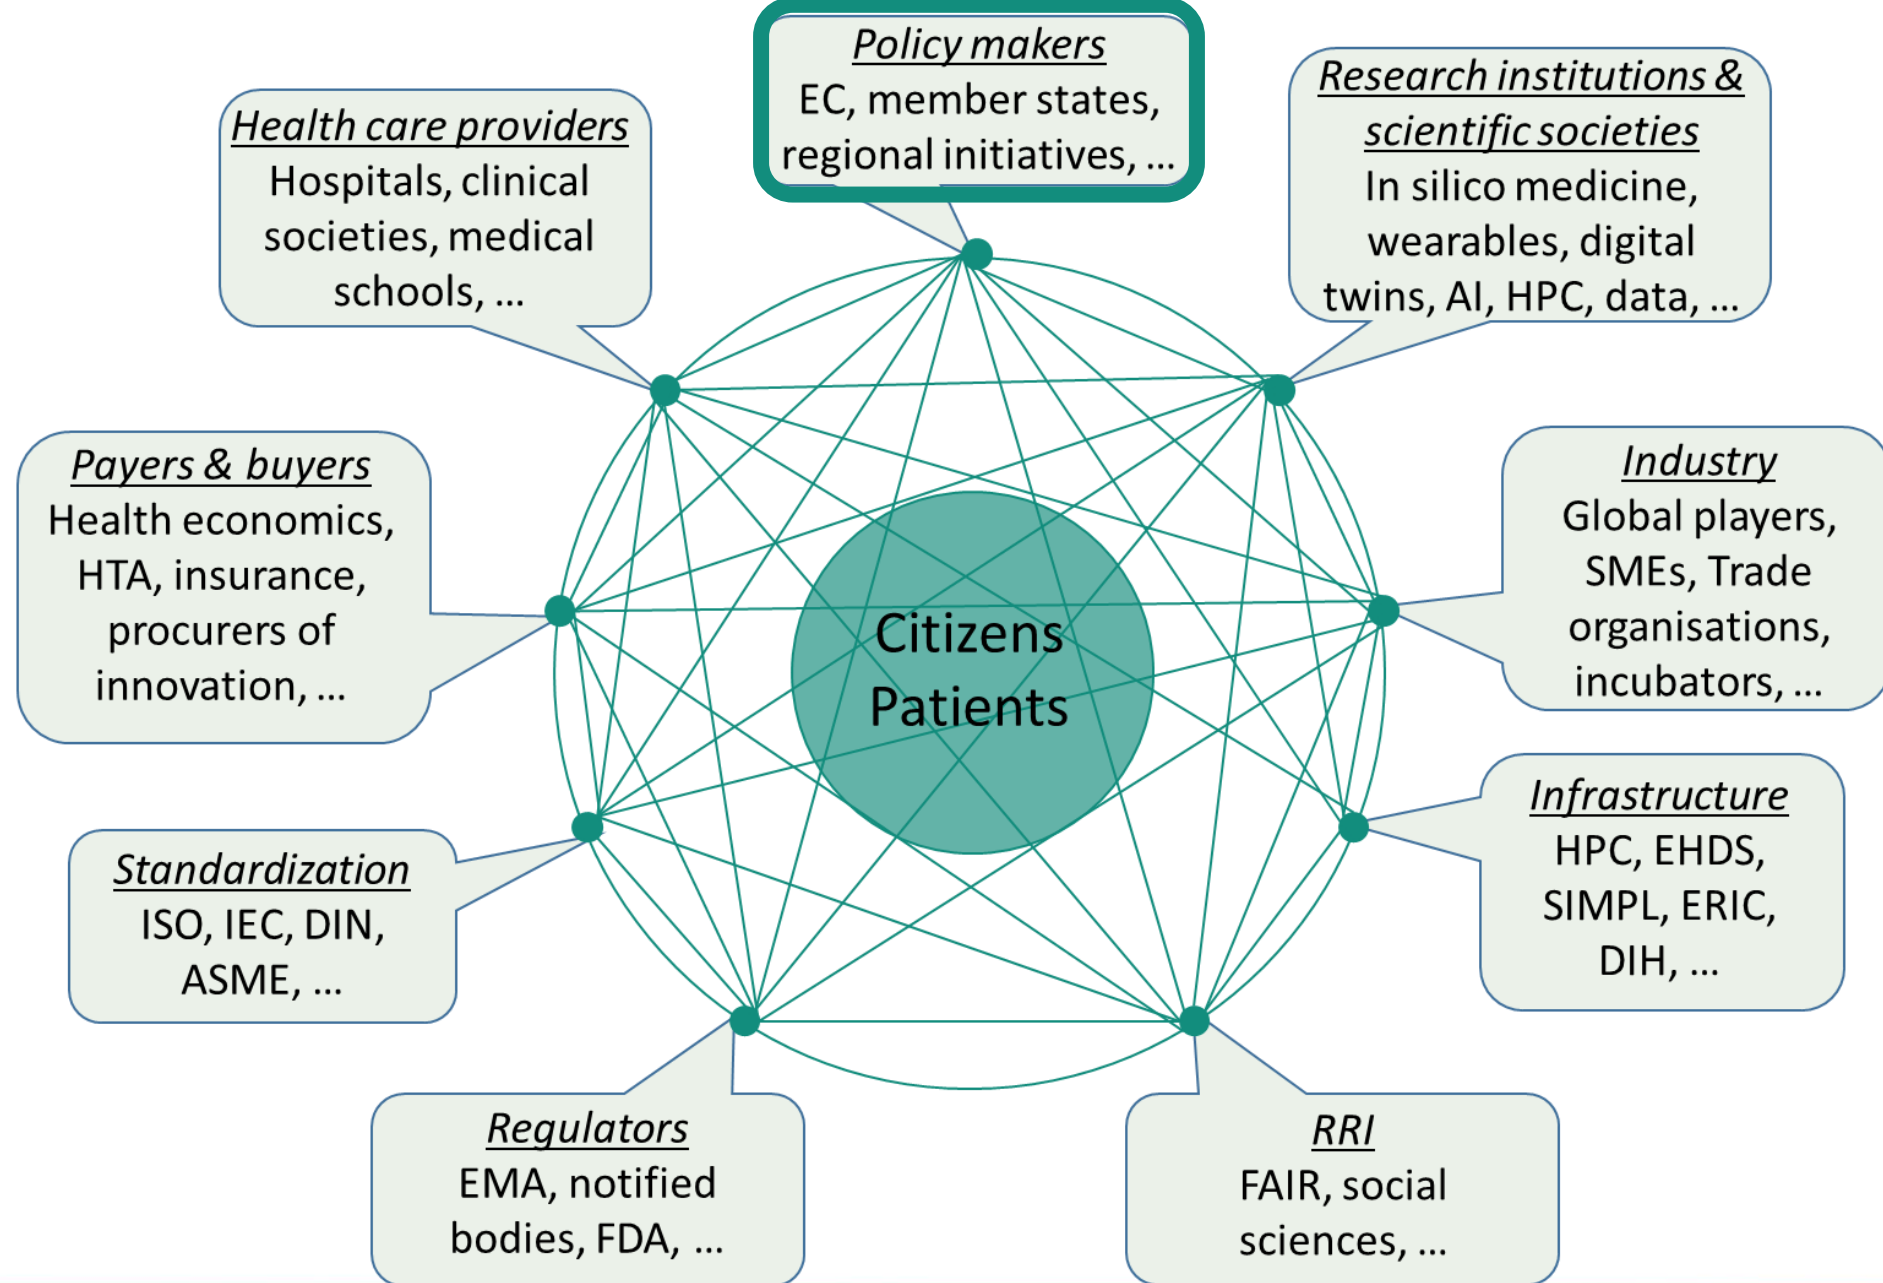 Policy makers
EC, member states,
regional initiatives, ...
Research institutions &
scientific societies
In silico medicine,
wearables, digital
twins, AI, HPC, data, ...
Health care providers
Hospitals, clinical
societies, medical
schools, ...
Payers & buyers
Health economics,
HTA, insurance,
procurers of
innovation, ...
Industry
Global players,
SMEs, Trade
organisations,
incubators, ...
Citizens
Patients
Infrastructure
HPC, EHDS,
SIMPL, ERIC,
DIH, ...
Standardization
ISO, IEC, DIN,
ASME, ...
Regulators
EMA, notified
bodies, FDA, ...
RRI
FAIR, social
sciences, ...